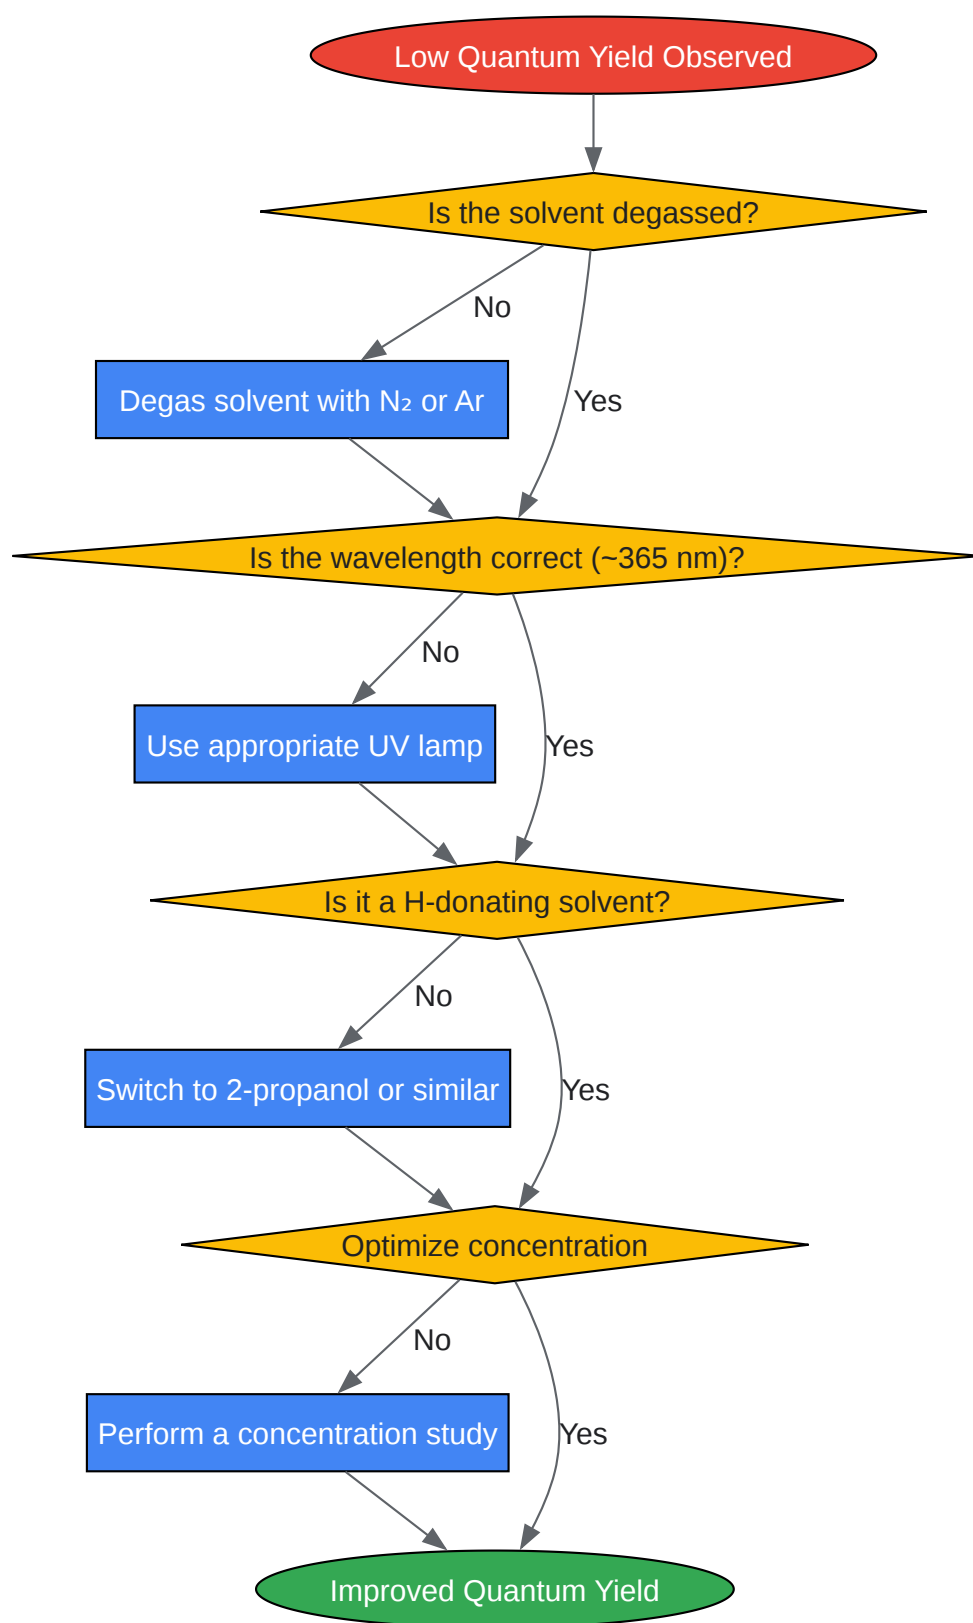 Low Quantum Yield Observed
Is the solvent degassed?
No
Degas solvent with N₂ or Ar
Yes
Is the wavelength correct (~365 nm)?
No
Use appropriate UV lamp
Yes
Is it a H-donating solvent?
No
Switch to 2-propanol or similar
Yes
Optimize concentration
No
Perform a concentration study
Yes
Improved Quantum Yield